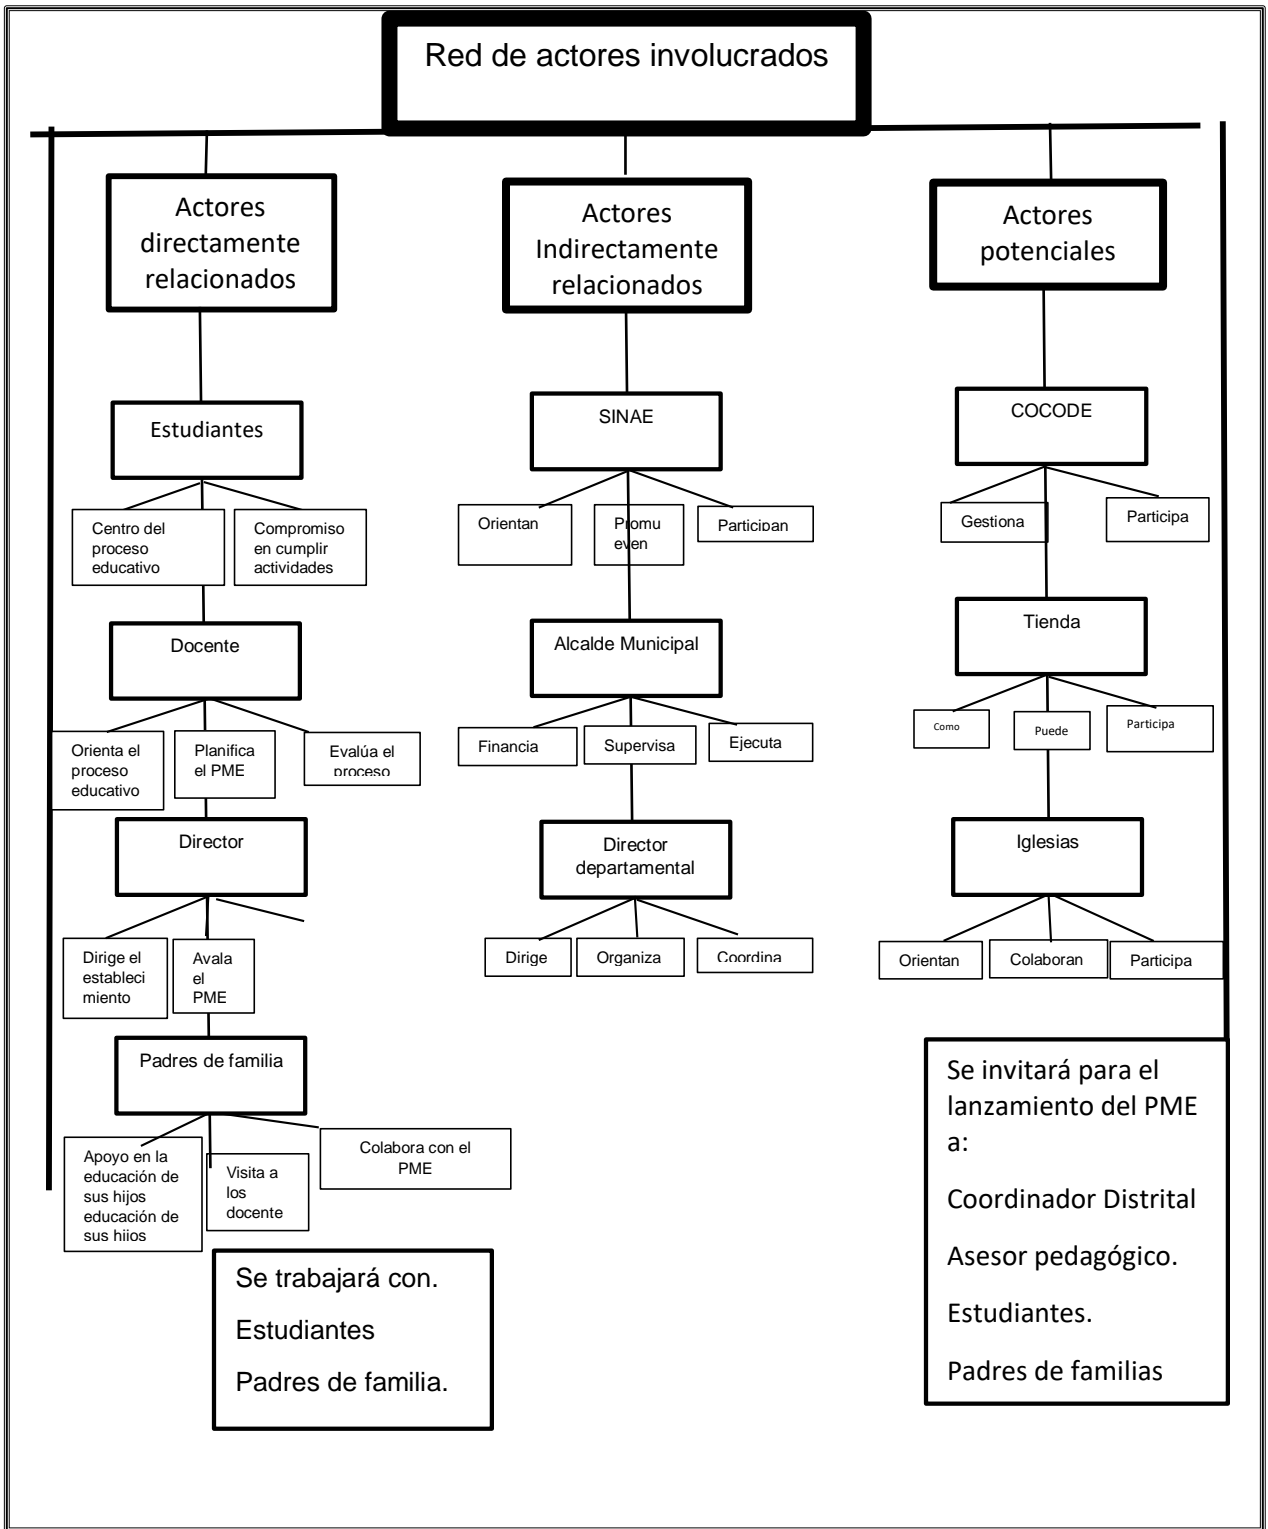 Red de actores involucrados
Actores
directamente
relacionados
Actores
Indirectamente
relacionados
Actores
potenciales
Estudiantes
SINAE
COCODE
Centro del
proceso
educativo
Compromiso
en cumplir
actividades
Orientan
Promu
even
Participan
Gestiona
Participa
Docente
Alcalde Municipal
Tienda
Orienta el
proceso
educativo
Planifica
el PME
Evalúa el
proceso
Financia
Supervisa
Ejecuta
Como
Puede
Participa
Director
Director
departamental
Iglesias
Dirige el
estableci
miento
Avala
el
PME
Dirige
Organiza
Coordina
Orientan
Colaboran
Participa
Padres de familia
Apoyo en la
educación de
sus hijos
educación de
sus hijos
Visita a
los
docente
Colabora con el
PME
Se trabajará con.
Estudiantes
Padres de familia.
Se invitará para el
lanzamiento del PME
a:
Coordinador Distrital
Asesor pedagógico.
Estudiantes.
Padres de familias